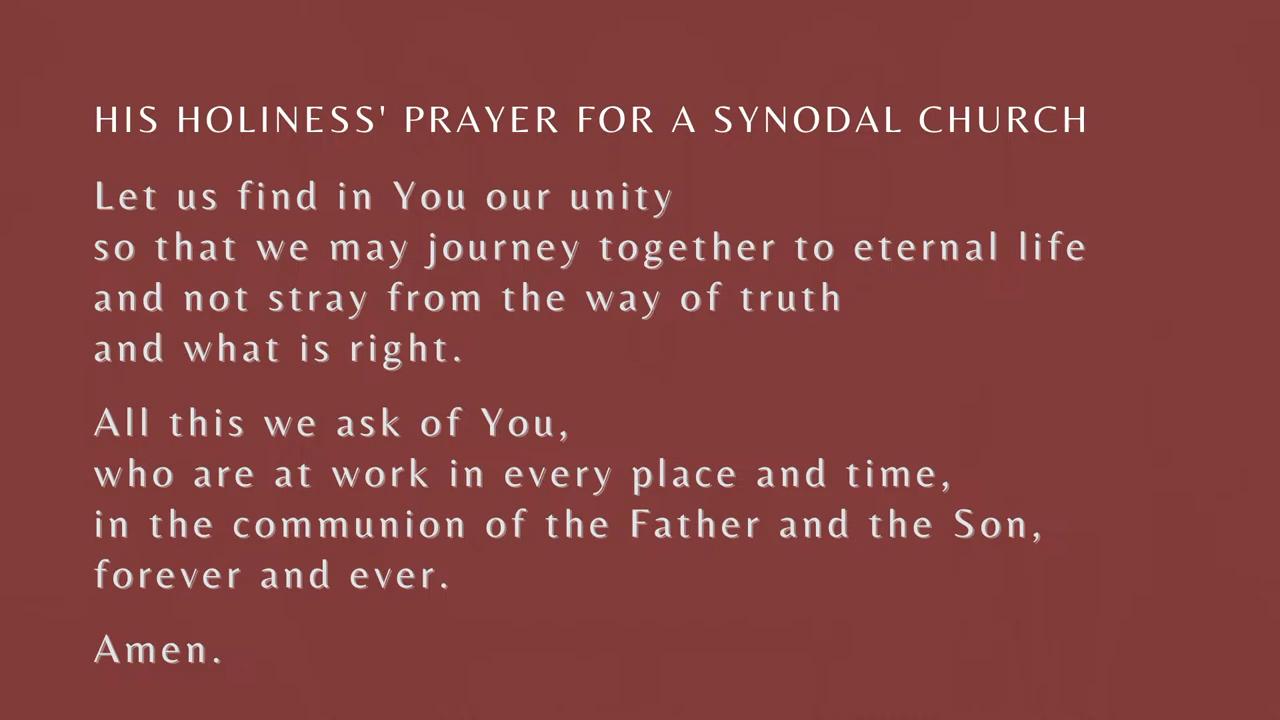 HIS HOLINESS' PRAYER FOR A SYNODAL CHURCH
Let us find in You our unity
so that we may journey together to eternal life
and not stray from the way of truth
and what is right.
All this we ask of You,
who are at work in every place and time,
in the communion of the Father and the Son,
forever and ever.
Amen.